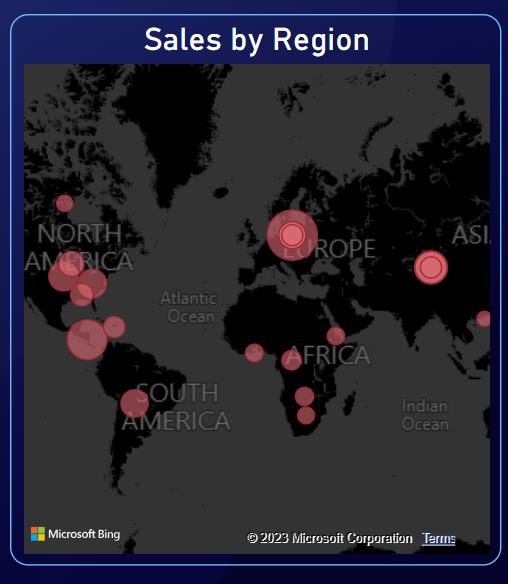 Sales by Region
NORTH
AMERICA
EUROPE
ASI
Atlantic
Ocean
AFRICA
SOUTH
AMERICA
Indian
Ocean
Microsoft Bing
© 2023 Microsoft Corporation Terms